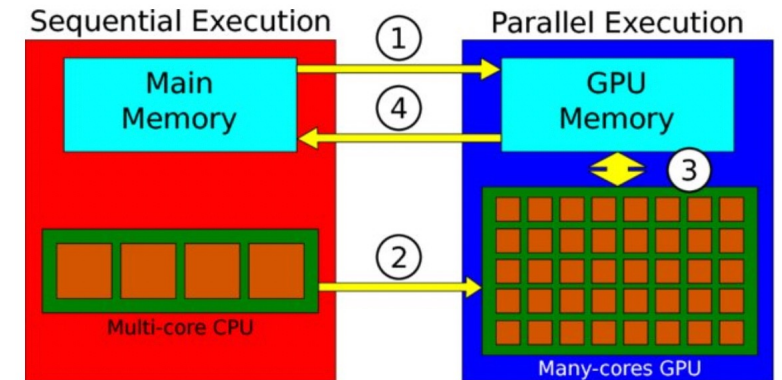 Sequential Execution
Parallel Execution
1
Main
Memory
GPU
Memory
4
3
2
Multi-core CPU
Many-cores GPU